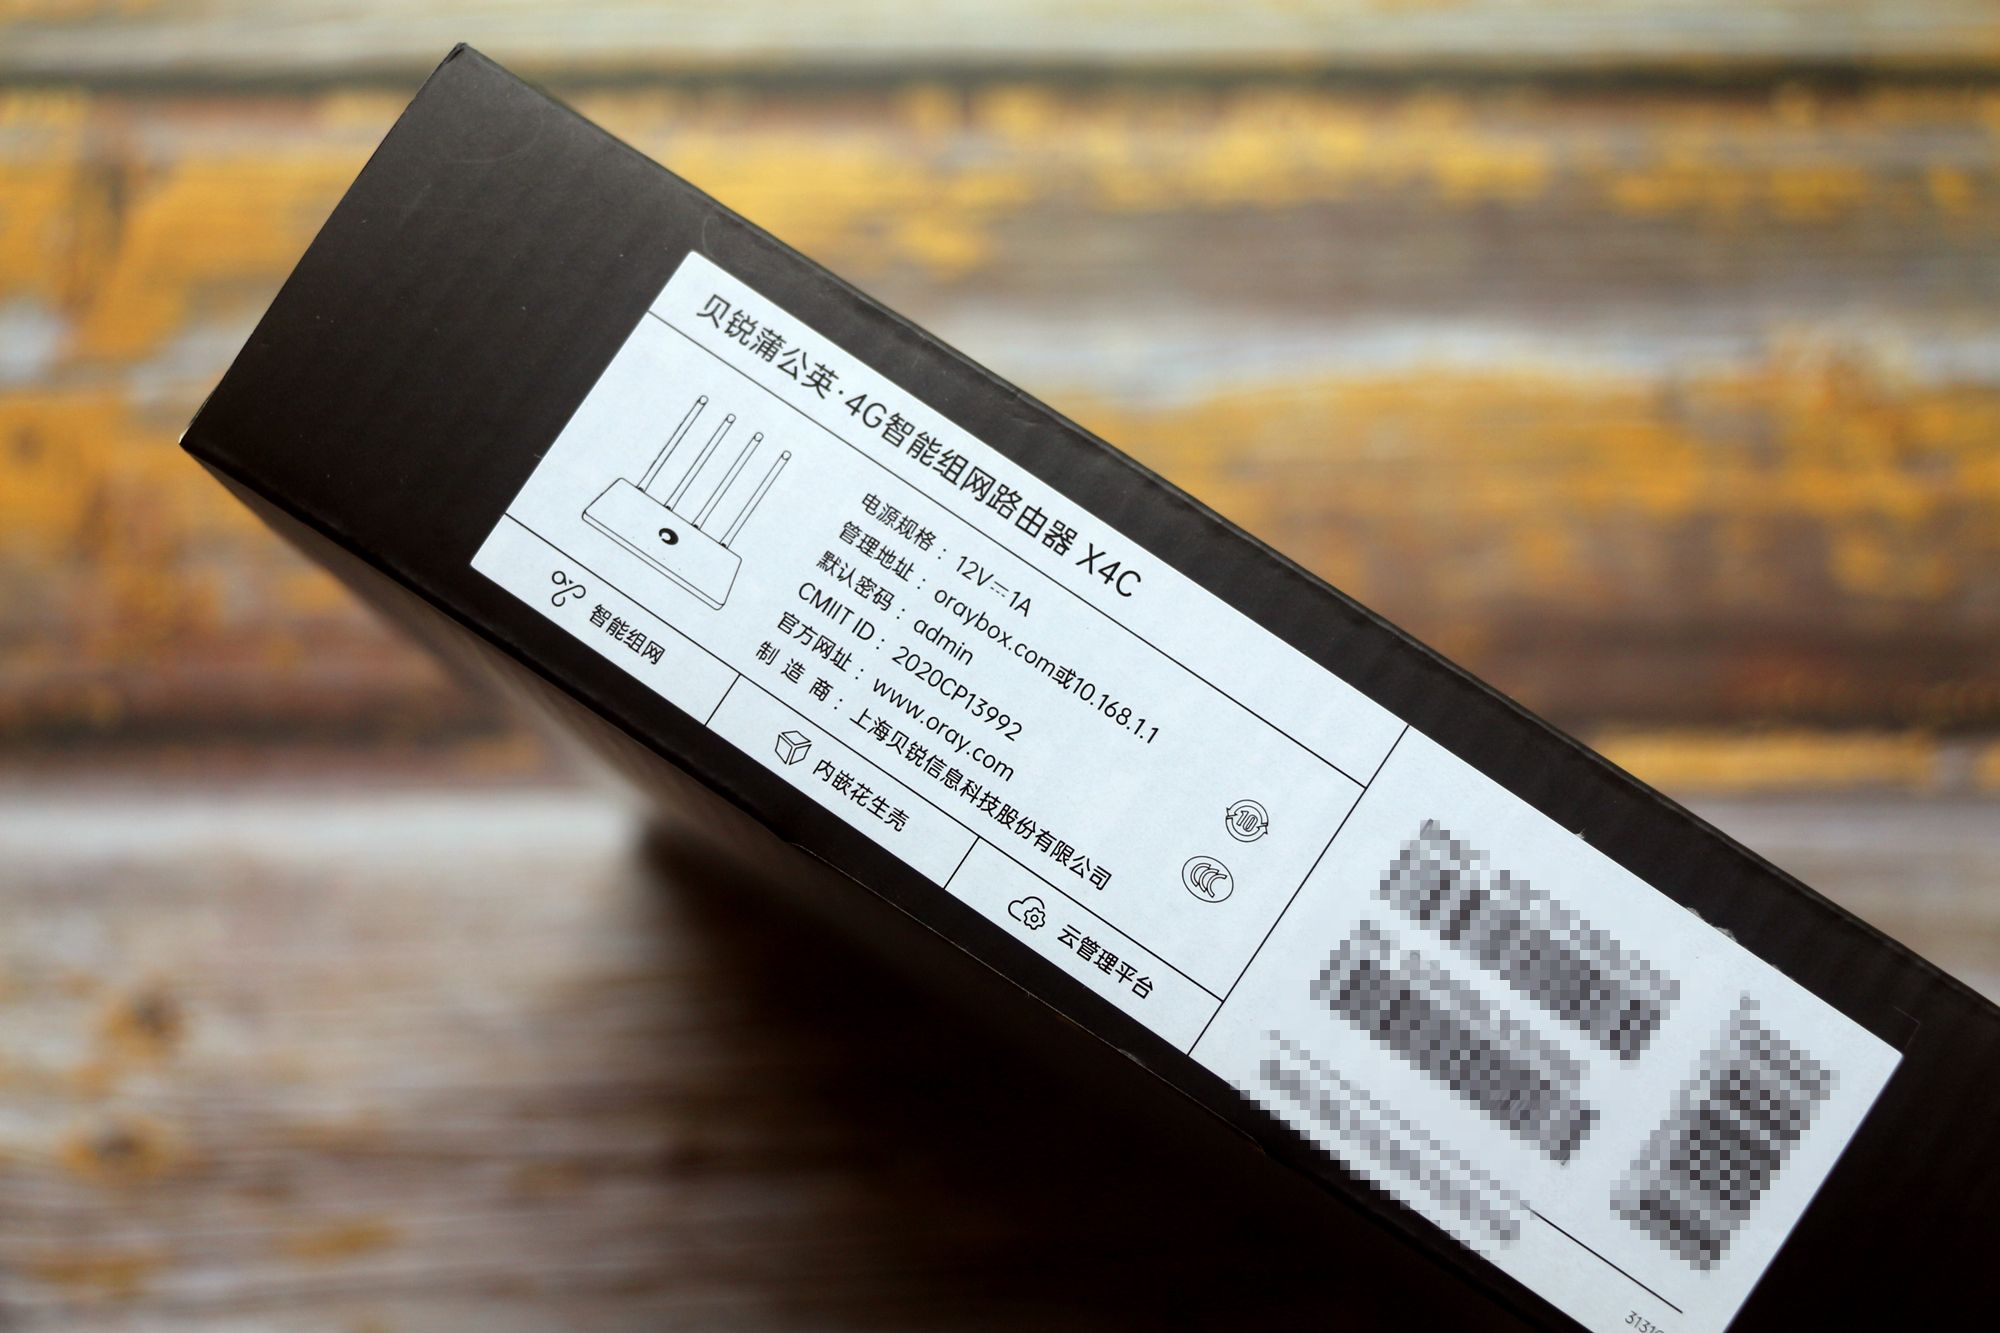 贝锐蒲公英·4G智能组网路由器 X4C
电源规格：12V⎓1A
管理地址：oraybox.com或10.168.1.1
默认密码：admin
CMIIT ID：2020CP13992
官方网址：www.oray.com
制 造 商：上海贝锐信息科技股份有限公司
10
智能组网
内嵌花生壳
云管理平台